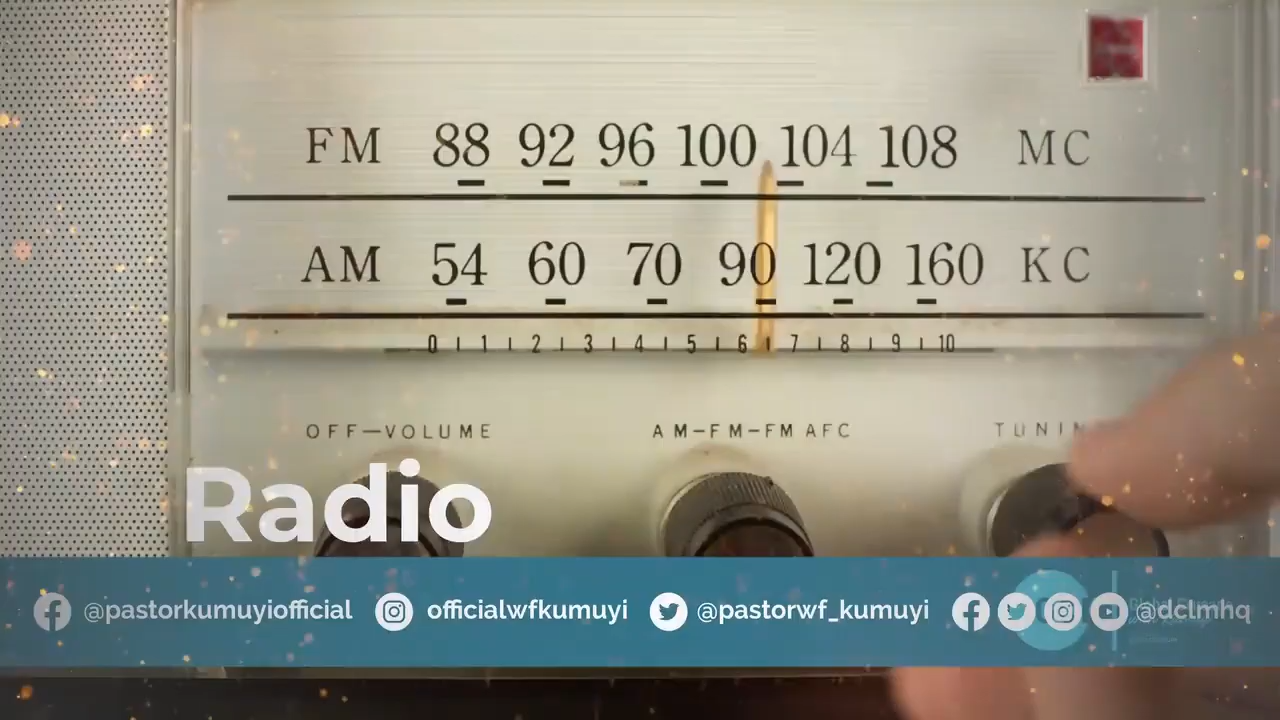 FM 88 92 96 100 104 108 MC
AM 54 60 70 90 120 160 KC
0 1 2 3 4 5 6 7 8 9 10
OFF—VOLUME AM—FM—FM AFC TUNIN
Radio
@pastorkumuyiofficial officialwfkumuyi @pastorwf_kumuyi @dclmhq